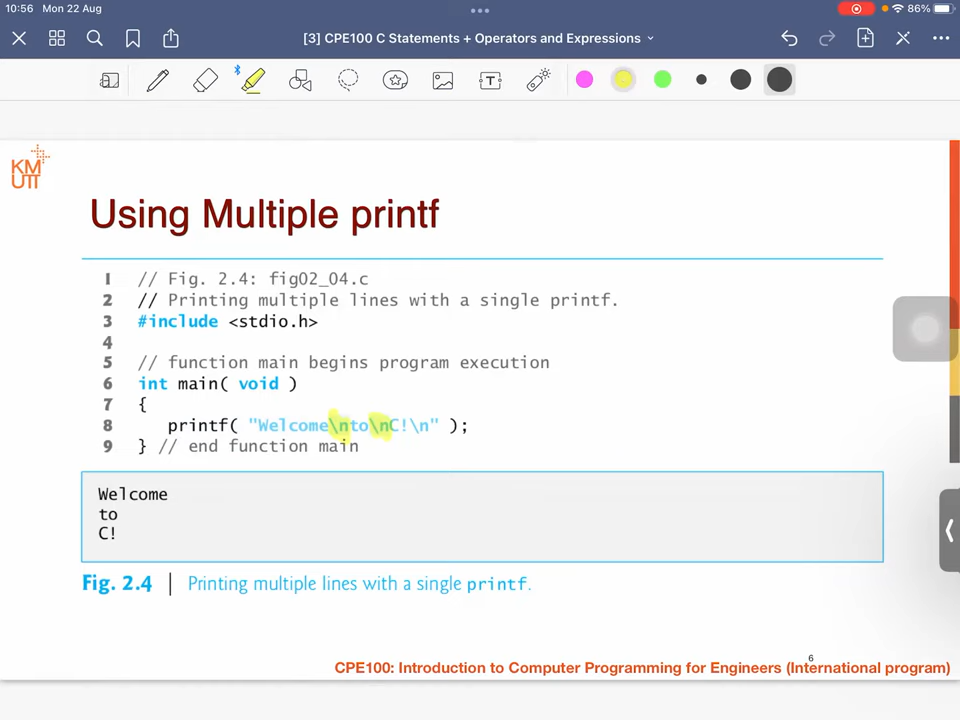 10:56 Mon 22 Aug
86%
[3] CPE100 C Statements + Operators and Expressions
T
KM
UTT
Using Multiple printf
1 // Fig. 2.4: fig02_04.c
2 // Printing multiple lines with a single printf.
3 #include <stdio.h>
4
5 // function main begins program execution
6 int main( void )
7 {
8 printf( "Welcome\nto\nC!\n" );
9 } // end function main
Welcome
to
C!
Fig. 2.4 | Printing multiple lines with a single printf.
6
CPE100: Introduction to Computer Programming for Engineers (International program)